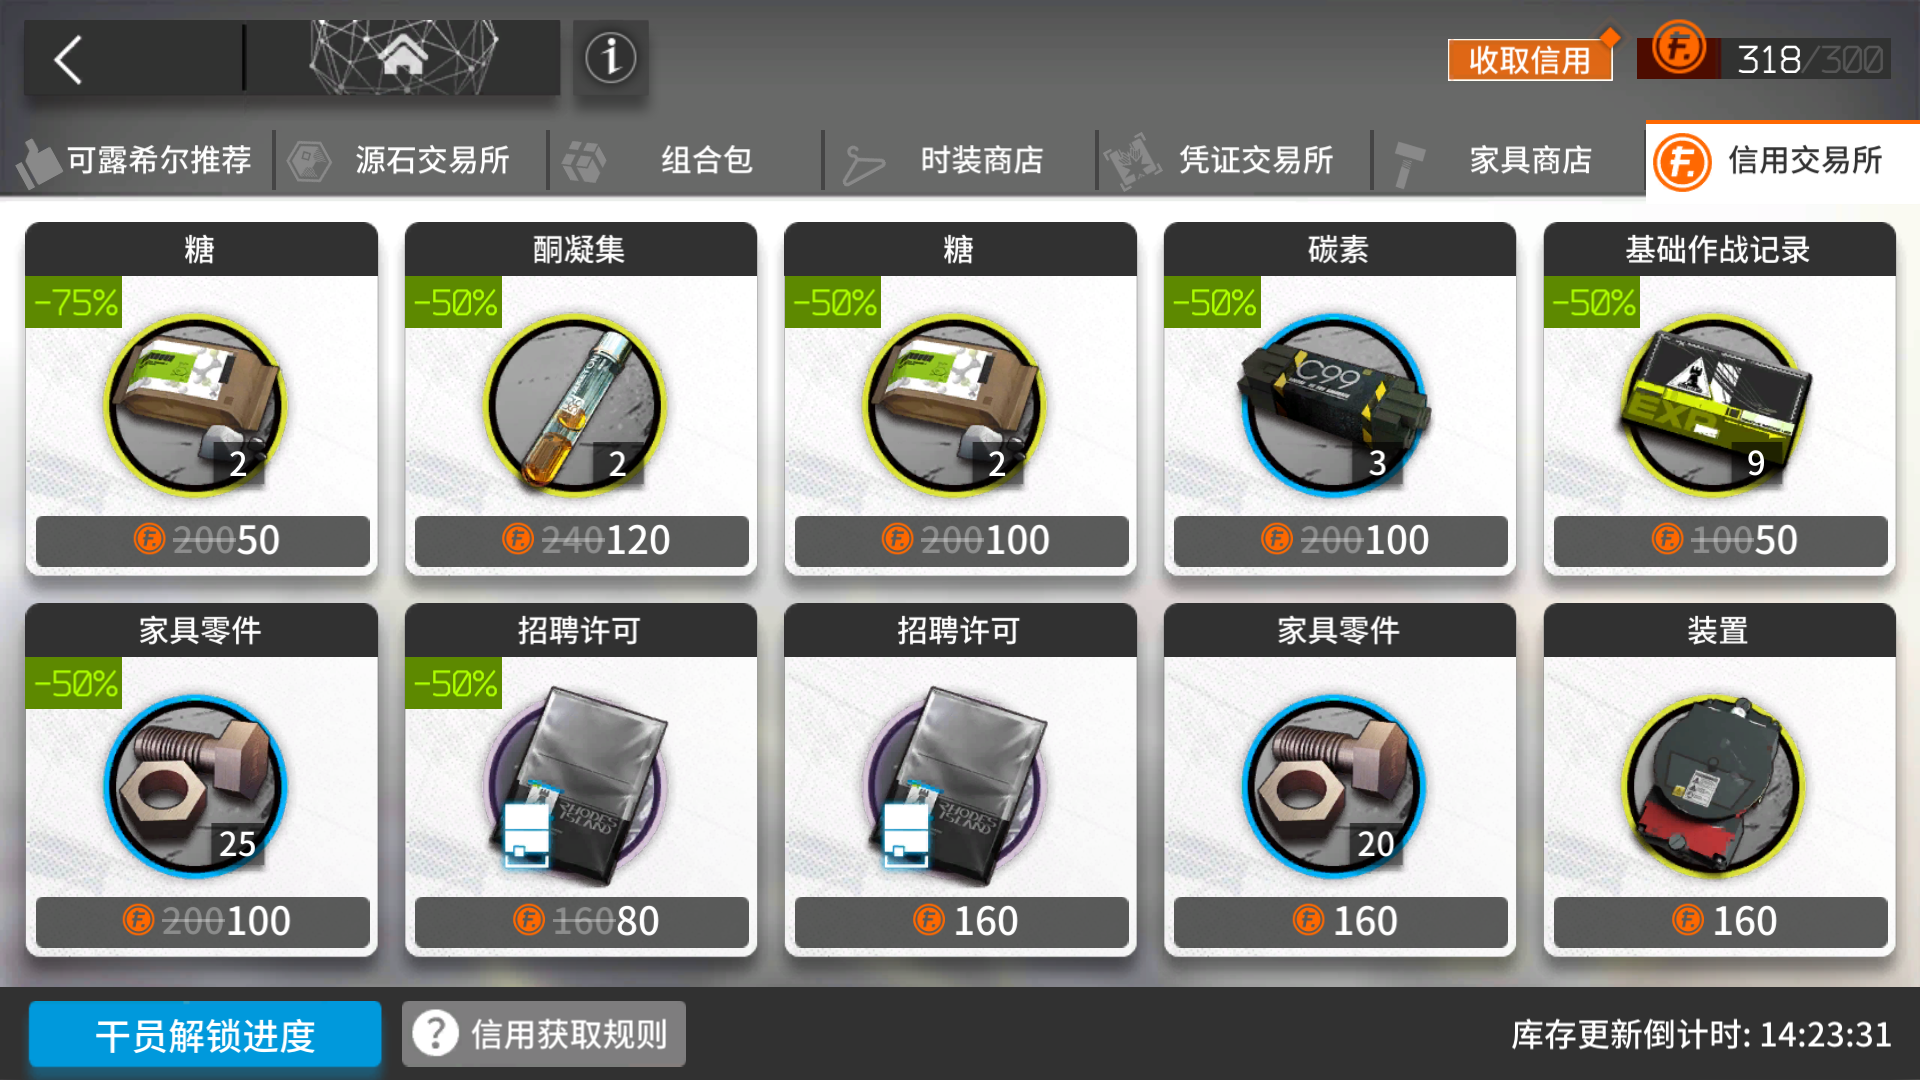 收取信用
318/300
可露希尔推荐
源石交易所
组合包
时装商店
凭证交易所
家具商店
信用交易所
糖
酮凝集
糖
碳素
基础作战记录
-75%
-50%
-50%
-50%
-50%
C99
EXP
2
2
2
3
9
20050
240120
200100
200100
10050
家具零件
招聘许可
招聘许可
家具零件
装置
-50%
-50%
RHODES
ISLAND
RHODES
ISLAND
25
20
200100
16080
160
160
160
干员解锁进度
? 信用获取规则
库存更新倒计时: 14:23:31